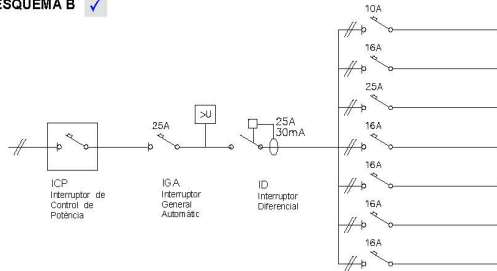 ESQUEMA B
10A
16A
25A
16A
16A
16A
16A
25A
>U
25A
30mA
ICP
Interruptor de
Control de
Potència
IGA
Interruptor
General
Automàtic
ID
Interruptor
Diferencial